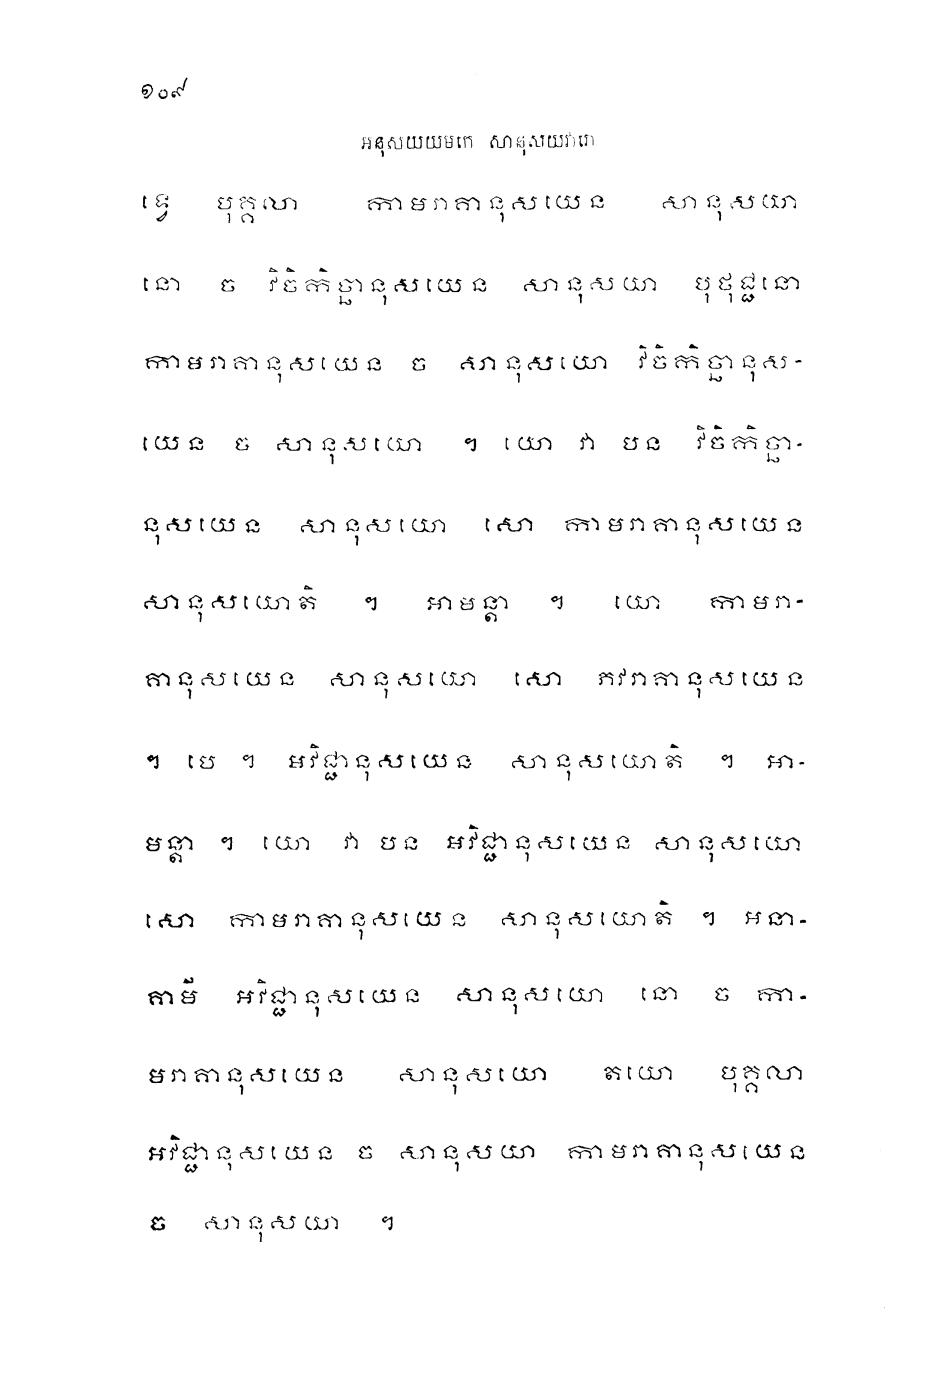 ១០៩
អនុសយយមកេ សានុសយវារោ
ទ្វេ បុគ្គលា កាមរាគានុសយេន សានុសយា
នោ ច វិចិកិច្ឆានុសយេន សានុសយា បុថុជ្ជនោ
កាមរាគានុសយេន ច សានុសយោ វិចិកិច្ឆានុស-
យេន ច សានុសយោ ។ យោ វា បន វិចិកិច្ឆា-
នុសយេន សានុសយោ សោ កាមរាគានុសយេន
សានុសយោតិ ។ អាមន្តា ។ យោ កាមរា-
គានុសយេន សានុសយោ សោ ភវរាគានុសយេន
។ បេ ។ អវិជ្ជានុសយេន សានុសយោតិ ។ អា-
មន្តា ។ យោ វា បន អវិជ្ជានុសយេន សានុសយោ
សោ កាមរាគានុសយេន សានុសយោតិ ។ អនា-
គាមី អវិជ្ជានុសយេន សានុសយោ នោ ច កា-
មរាគានុសយេន សានុសយោ តយោ បុគ្គលា
អវិជ្ជានុសយេន ច សានុសយា កាមរាគានុសយេន
ច សានុសយា ។